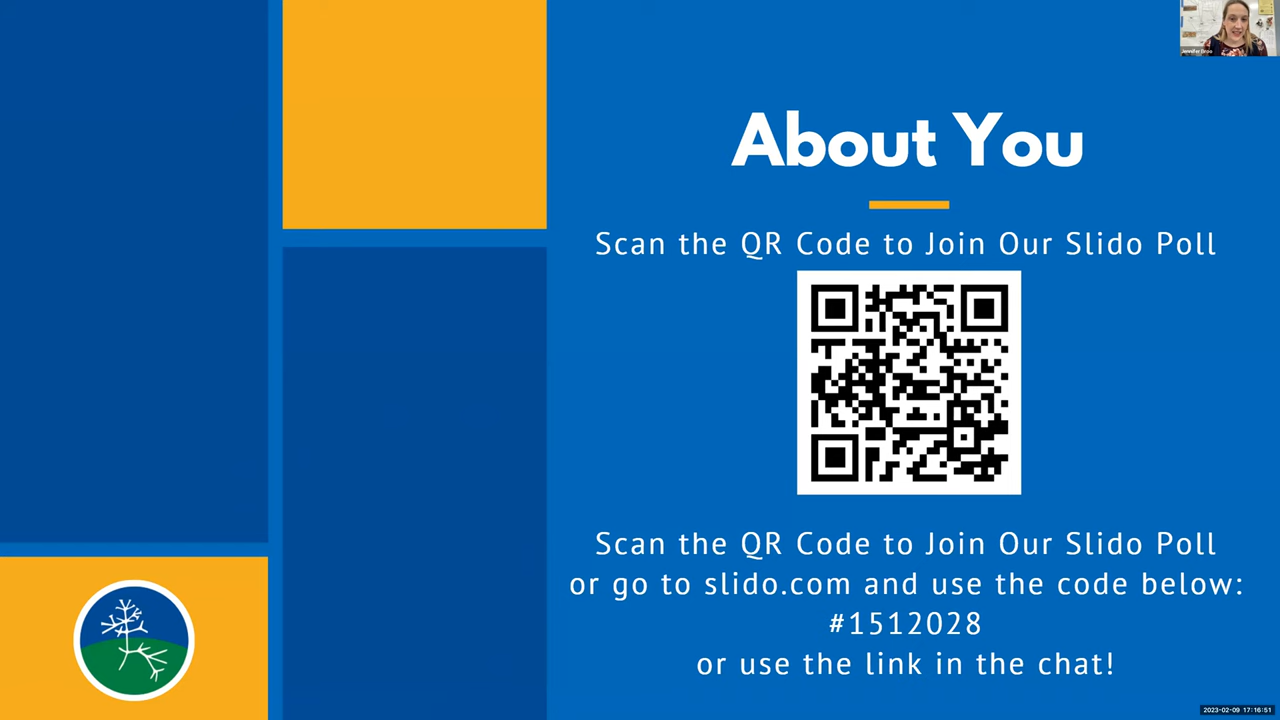 About You
Scan the QR Code to Join Our Slido Poll
Scan the QR Code to Join Our Slido Poll
or go to slido.com and use the code below:
#1512028
or use the link in the chat!
2023-02-09 17:16:51